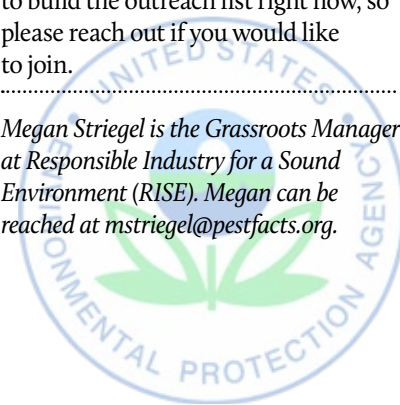 to build the outreach list right now, so
please reach out if you would like
to join.
Megan Striegel is the Grassroots Manager
at Responsible Industry for a Sound
Environment (RISE). Megan can be
reached at mstriegel@pestfacts.org.
UNITED STATES
ENVIRONMENTAL PROTECTION AGENCY